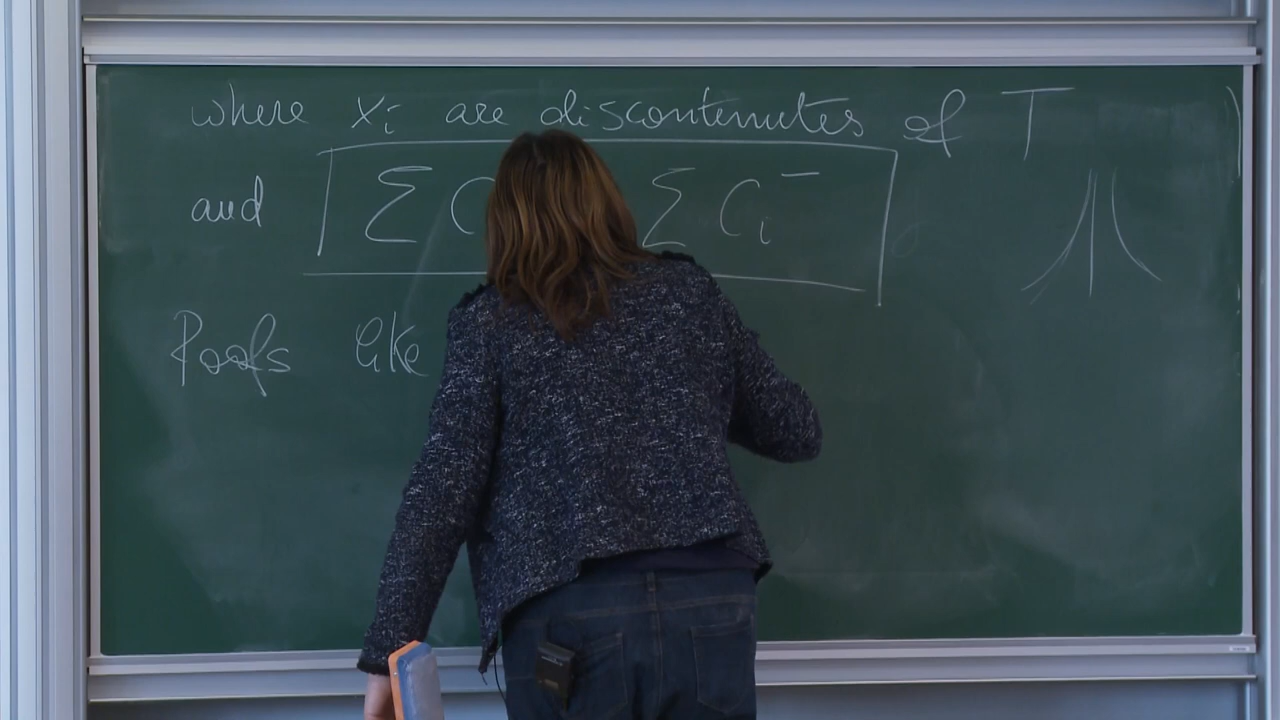 where xᵢ are discontenutes of T
and ∑ C ∑ Cᵢ⁻
Poofs like